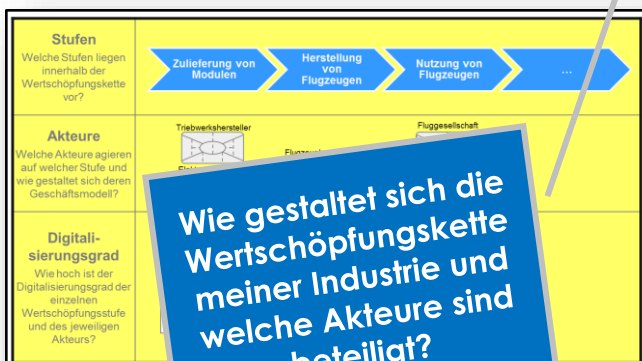 Stufen
Welche Stufen liegen
innerhalb der
Wertschöpfungskette
vor?
Zulieferung von
Modulen
Herstellung
von
Flugzeugen
Nutzung von
Flugzeugen
...
Akteure
Welche Akteure agieren
auf welcher Stufe und
wie gestaltet sich deren
Geschäftsmodell?
Triebwerkshersteller
Fluggesellschaft
Digitali-
sierungsgrad
Wie hoch ist der
Digitalisierungsgrad der
einzelnen
Wertschöpfungsstufe
und des jeweiligen
Akteurs?
Wie gestaltet sich die
Wertschöpfungskette
meiner Industrie und
welche Akteure sind
beteiligt?